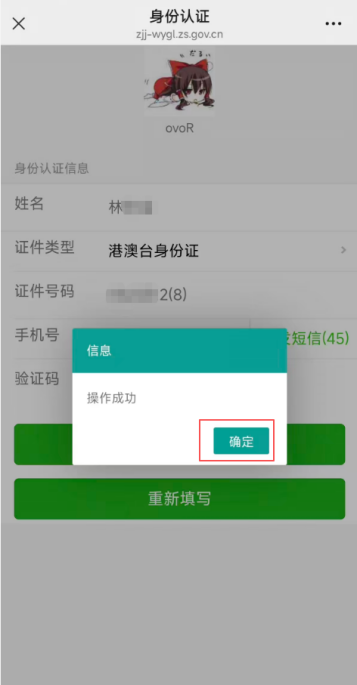 身份认证
zjj-wygl.zs.gov.cn
ovoR
身份认证信息
姓名 林
证件类型 港澳台身份证
证件号码 2(8)
手机号 短信(45)
验证码
信息
操作成功
确定
重新填写